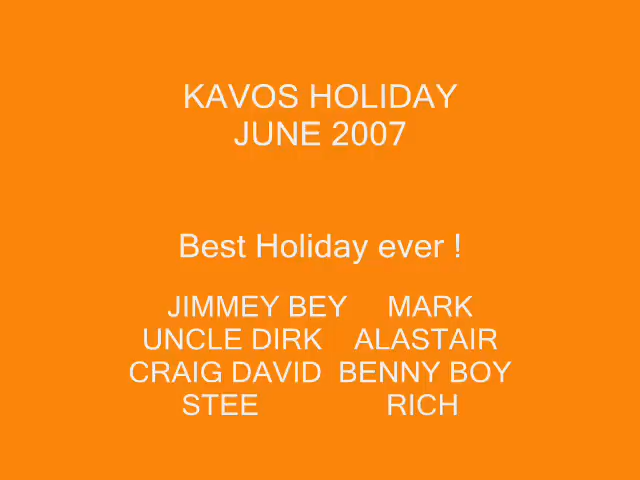 KAVOS HOLIDAY
JUNE 2007
Best Holiday ever !
JIMMEY BEY MARK
UNCLE DIRK ALASTAIR
CRAIG DAVID BENNY BOY
STEE RICH